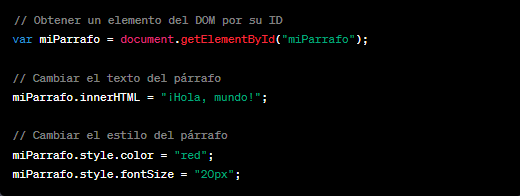 // Obtener un elemento del DOM por su ID
var miParrafo = document.getElementById("miParrafo");
// Cambiar el texto del párrafo
miParrafo.innerHTML = "¡Hola, mundo!";
// Cambiar el estilo del párrafo
miParrafo.style.color = "red";
miParrafo.style.fontSize = "20px";